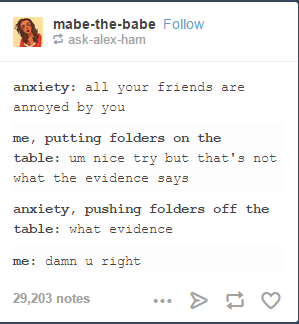 mabe-the-babe Follow
ask-alex-ham
anxiety: all your friends are
annoyed by you
me, putting folders on the
table: um nice try but that's not
what the evidence says
anxiety, pushing folders off the
table: what evidence
me: damn u right
29,203 notes